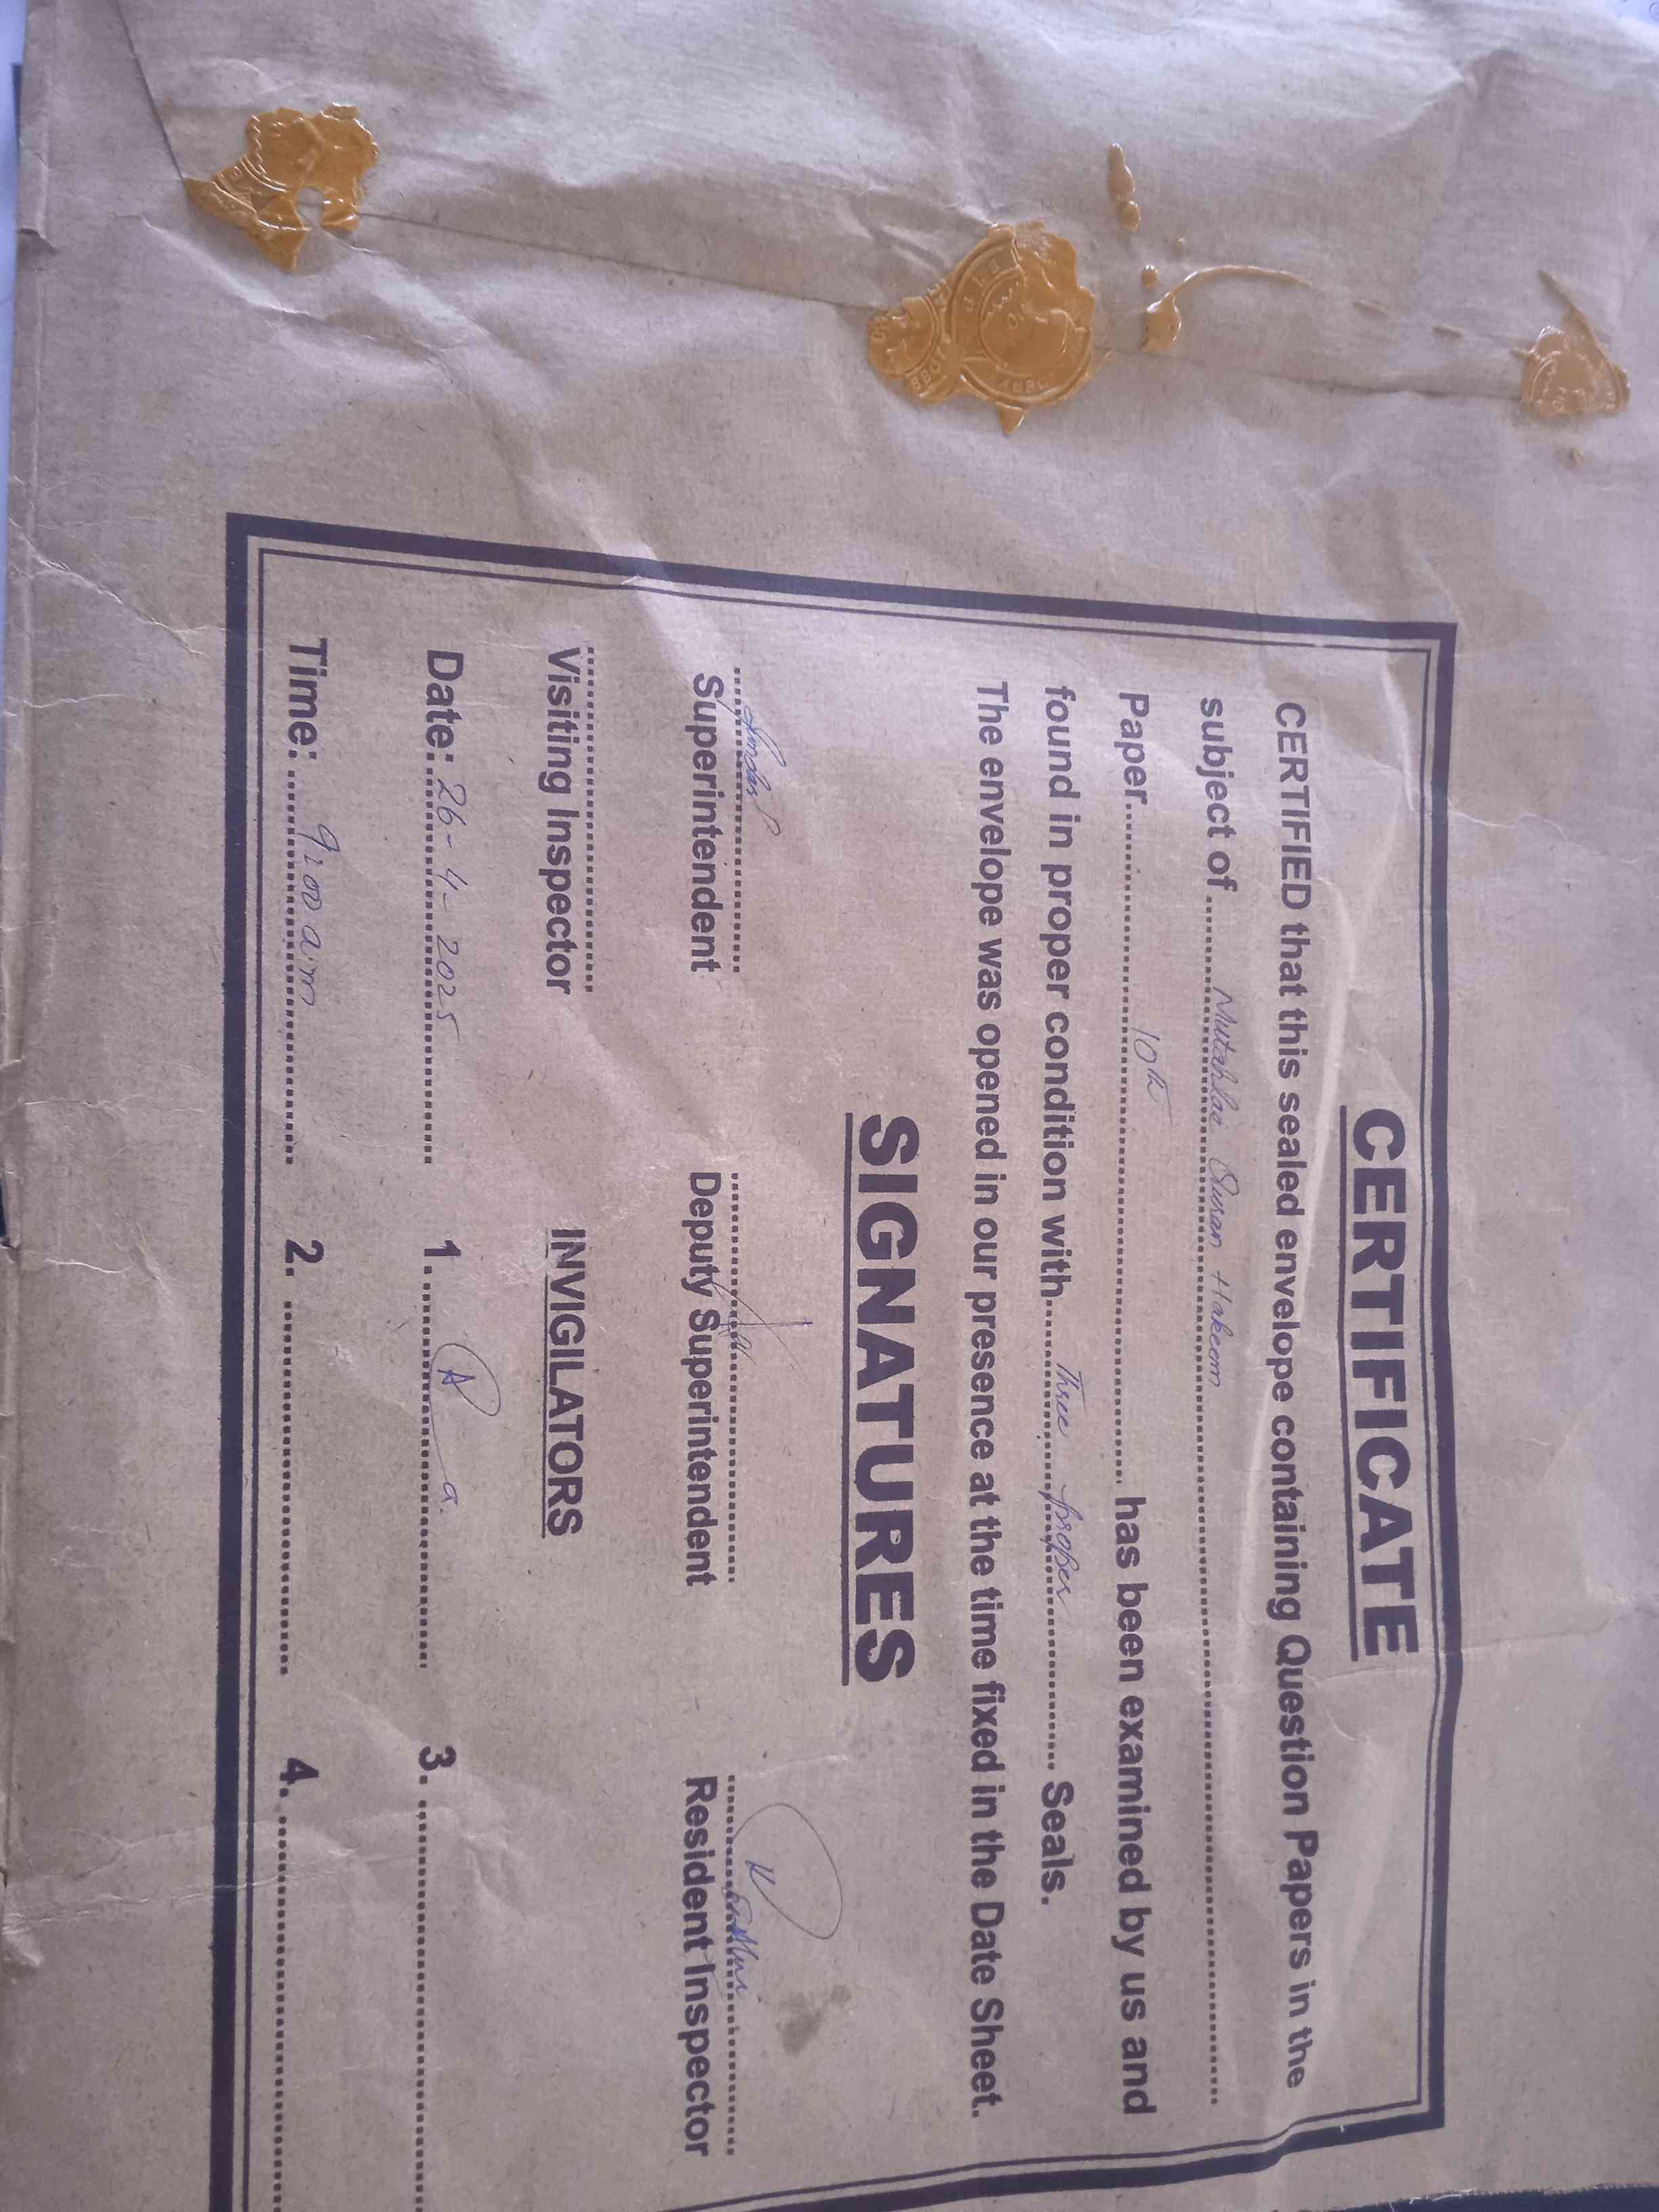 CERTIFICATE
CERTIFIED that this sealed envelope containing Question Papers in the
subject of.......Mutahlae Quran Hakeem.......
Paper.......10th....... has been examined by us and
found in proper condition with.......Three proper....... Seals.
The envelope was opened in our presence at the time fixed in the Date Sheet.
SIGNATURES
Superintendent Deputy Superintendent Resident Inspector
Visiting Inspector INVIGILATORS
Date: 26-4-2025 1. 3.
Time: 9:00 a.m 2. 4.